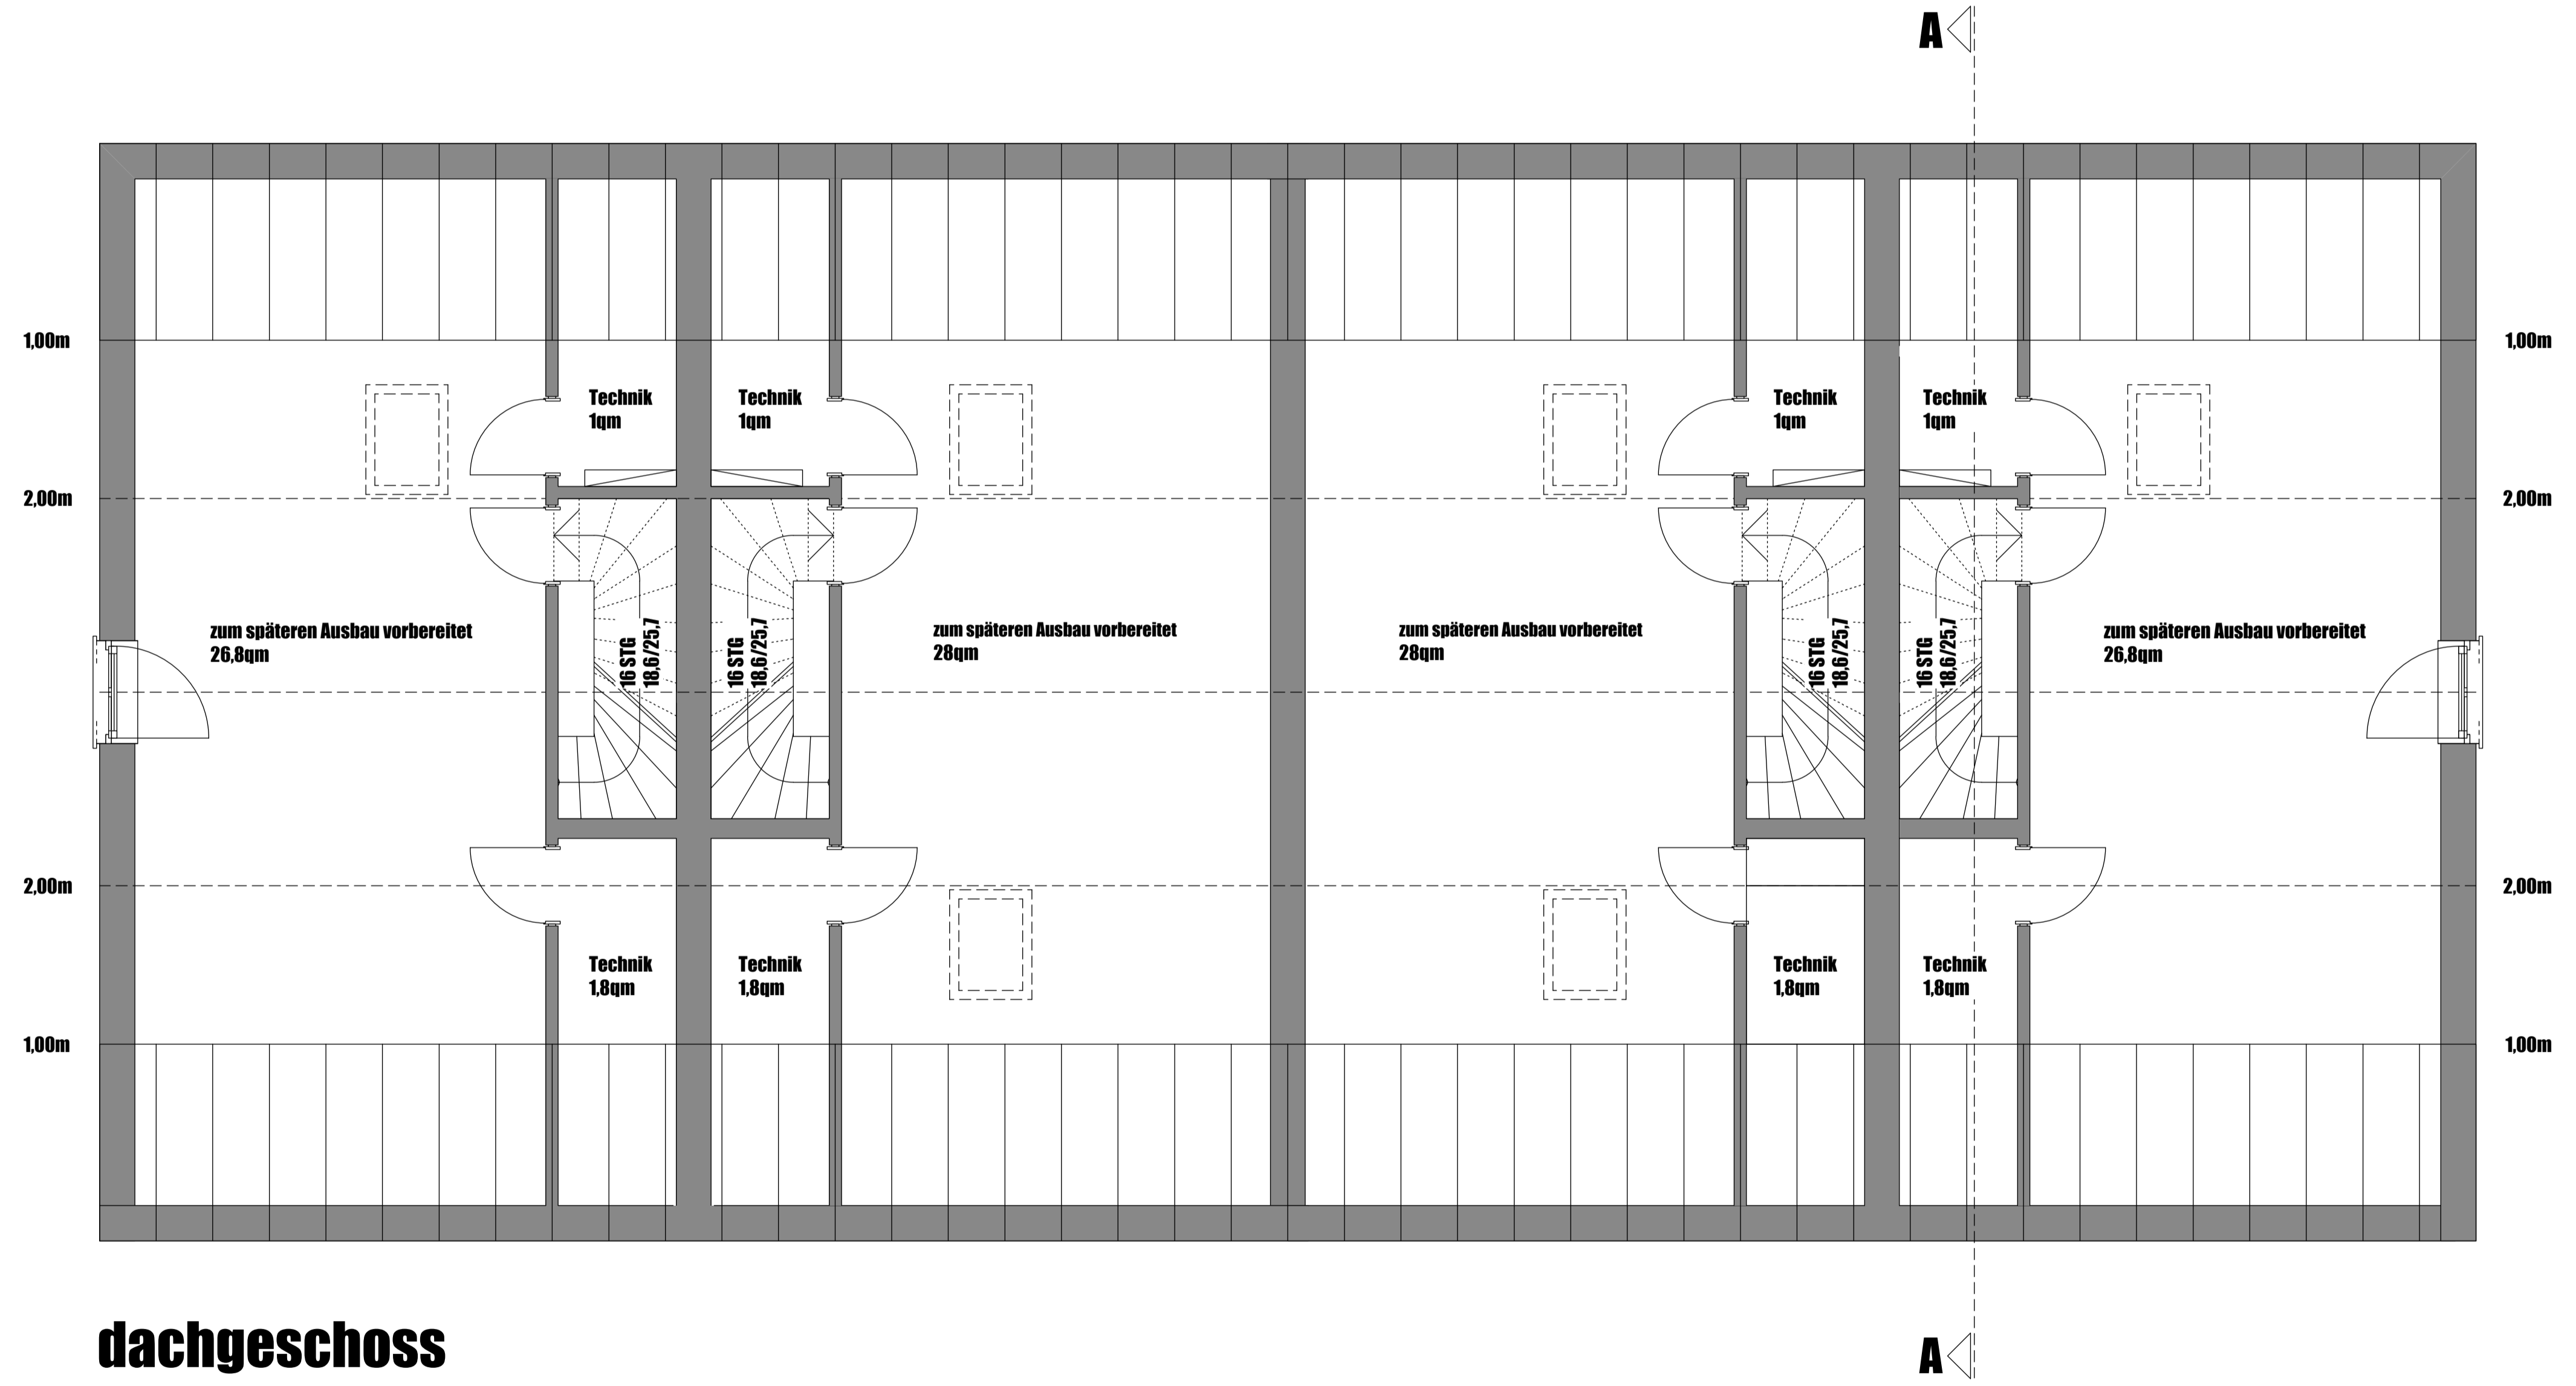 A
1,00m
1,00m
Technik
1qm
Technik
1qm
Technik
1qm
Technik
1qm
2,00m
2,00m
zum späteren Ausbau vorbereitet
26,8qm
16 STG
18,6/25,7
16 STG
18,6/25,7
zum späteren Ausbau vorbereitet
28qm
zum späteren Ausbau vorbereitet
28qm
16 STG
18,6/25,7
16 STG
18,6/25,7
zum späteren Ausbau vorbereitet
26,8qm
2,00m
2,00m
Technik
1,8qm
Technik
1,8qm
Technik
1,8qm
Technik
1,8qm
1,00m
1,00m
dachgeschoss
A